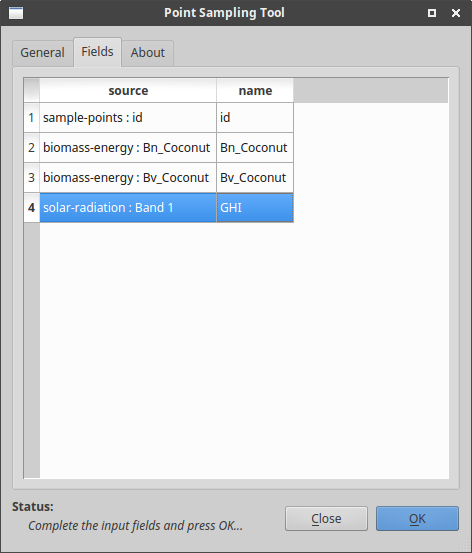 Point Sampling Tool
General Fields About
source name
1 sample-points : id id
2 biomass-energy : Bn_Coconut Bn_Coconut
3 biomass-energy : Bv_Coconut Bv_Coconut
4 solar-radiation : Band 1 GHI
Status:
Complete the input fields and press OK...
Close OK